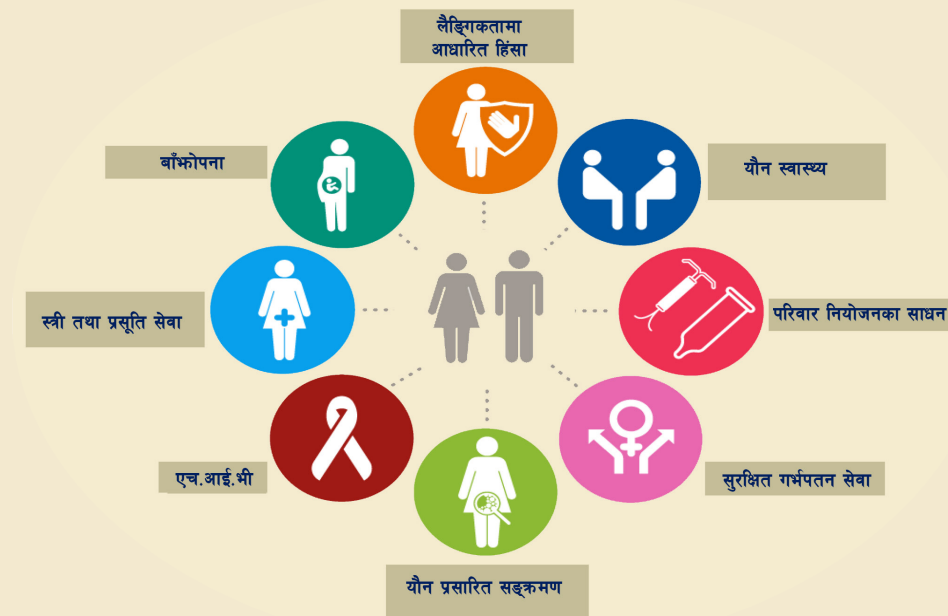 लैङ्गिकतामा
आधारित हिंसा
बाँझोपना
यौन स्वास्थ्य
स्त्री तथा प्रसूति सेवा
परिवार नियोजनका साधन
एच.आई.भी
सुरक्षित गर्भपतन सेवा
यौन प्रसारित सङ्क्रमण